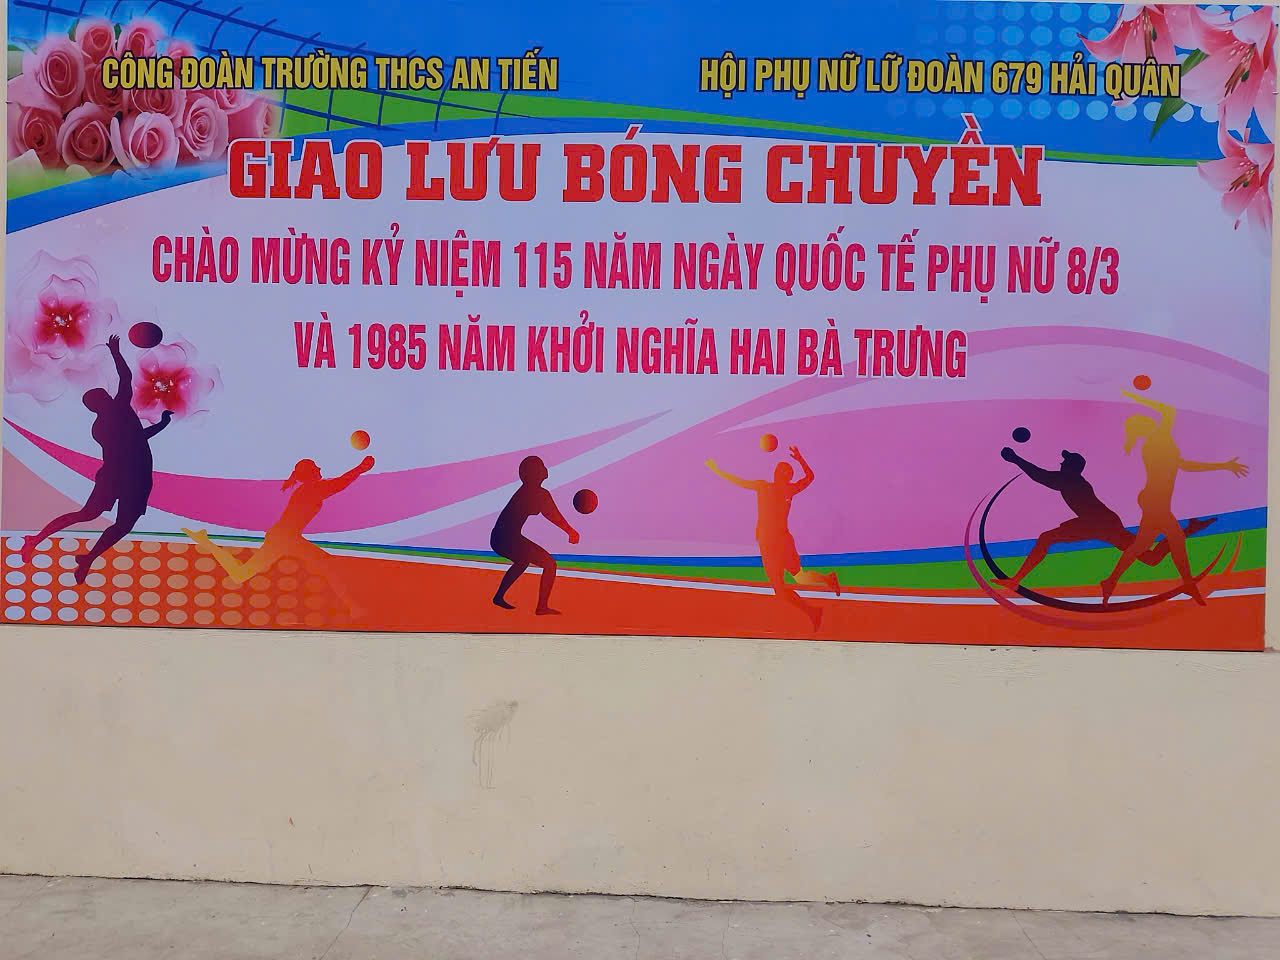 CÔNG ĐOÀN TRƯỜNG THCS AN TIẾN
HỘI PHỤ NỮ LỮ ĐOÀN 679 HẢI QUÂN
GIAO LƯU BÓNG CHUYỀN
CHÀO MỪNG KỶ NIỆM 115 NĂM NGÀY QUỐC TẾ PHỤ NỮ 8/3
VÀ 1985 NĂM KHỞI NGHĨA HAI BÀ TRƯNG